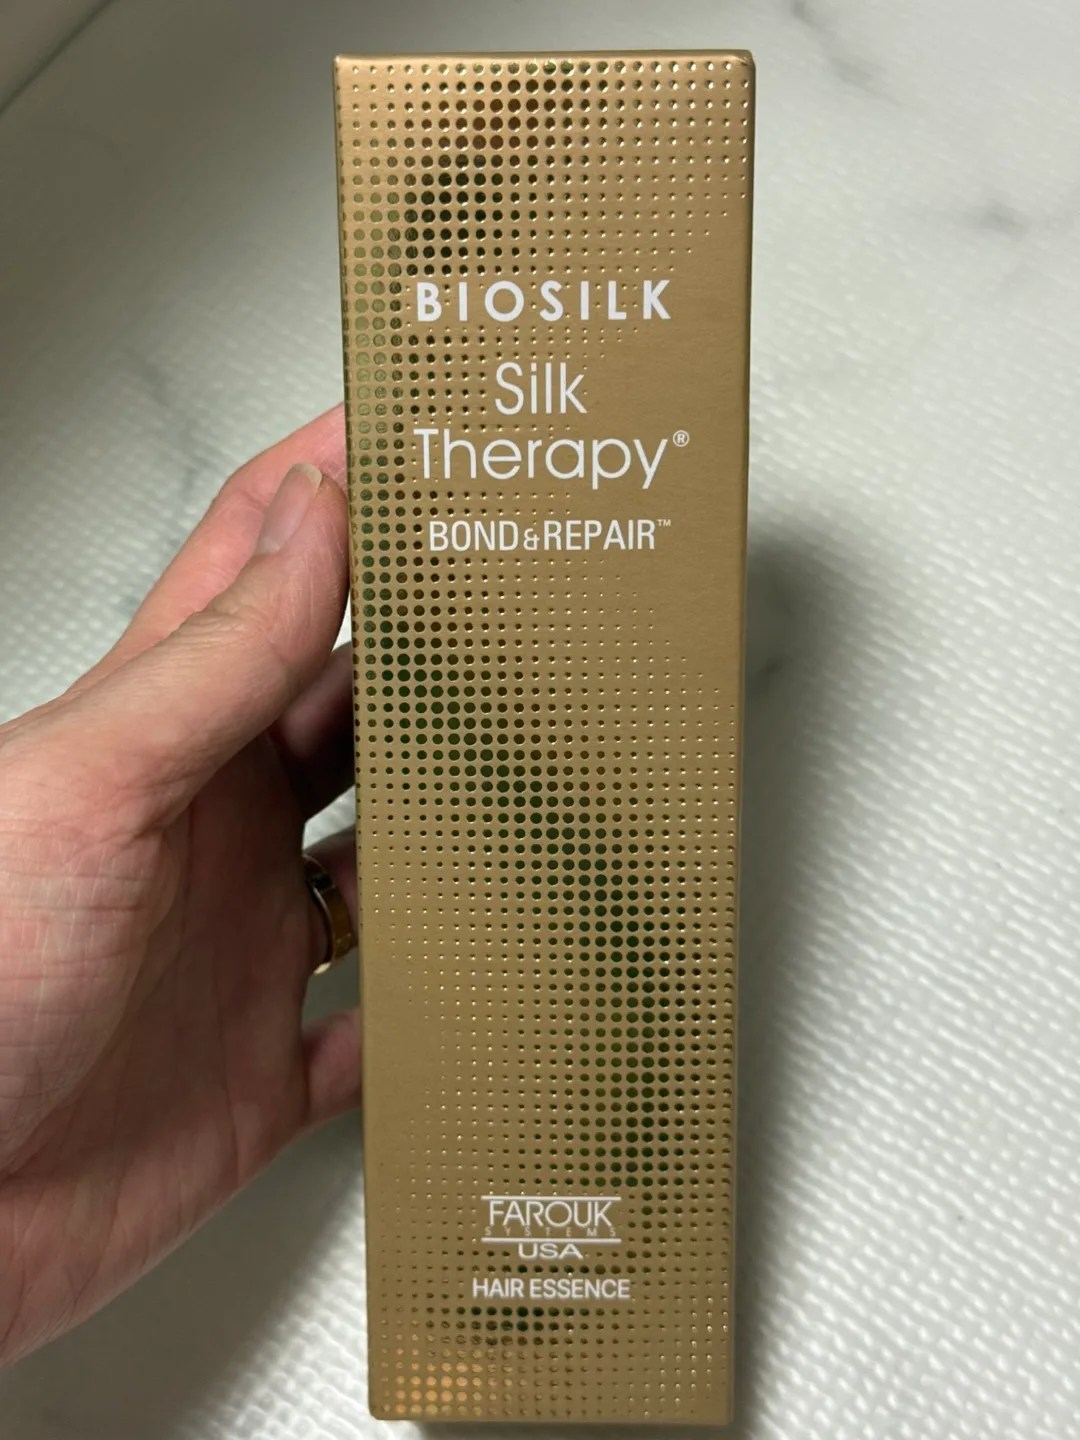 BIOSILK
Silk
Therapy®
BOND & REPAIR™
FAROUK
SYSTEMS
USA
HAIR ESSENCE